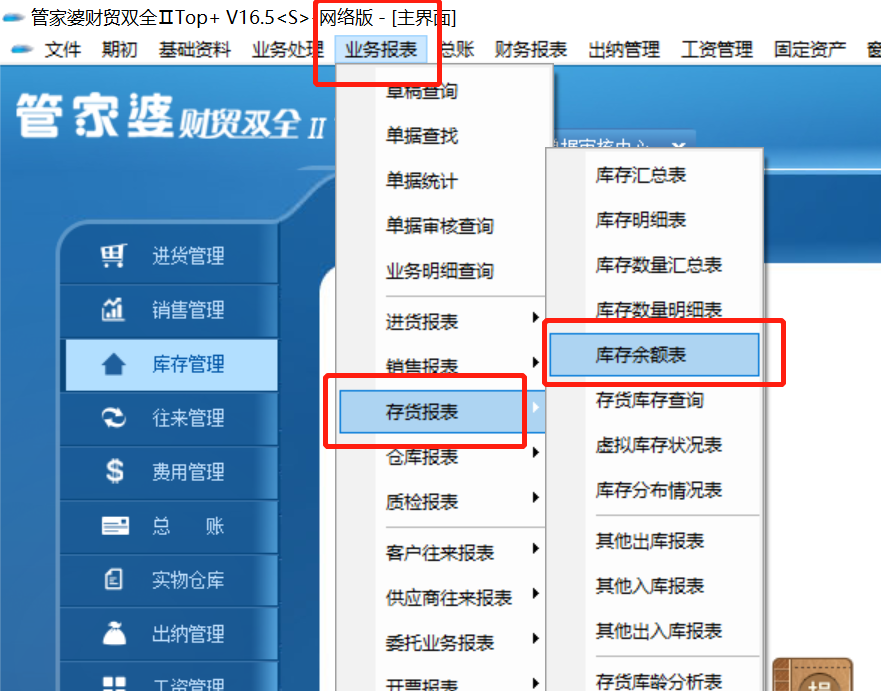 管家婆财贸双全ⅡTop+ V16.5<S>-网络版 - [主界面]
文件 期初 基础资料 业务处理 业务报表 总账 财务报表 出纳管理 工资管理 固定资产
管家婆财贸双全Ⅱ
草稿查询
单据查找
单据统计
单据审核查询
业务明细查询
进货报表
销售报表
存货报表
仓库报表
质检报表
客户往来报表
供应商往来报表
委托业务报表
开票报表
单据审核中心
库存汇总表
库存明细表
库存数量汇总表
库存数量明细表
库存余额表
存货库存查询
虚拟库存状况表
库存分布情况表
其他出库报表
其他入库报表
其他出入库报表
存货库龄分析表
进货管理
销售管理
库存管理
往来管理
费用管理
总 账
实物仓库
出纳管理
工资管理